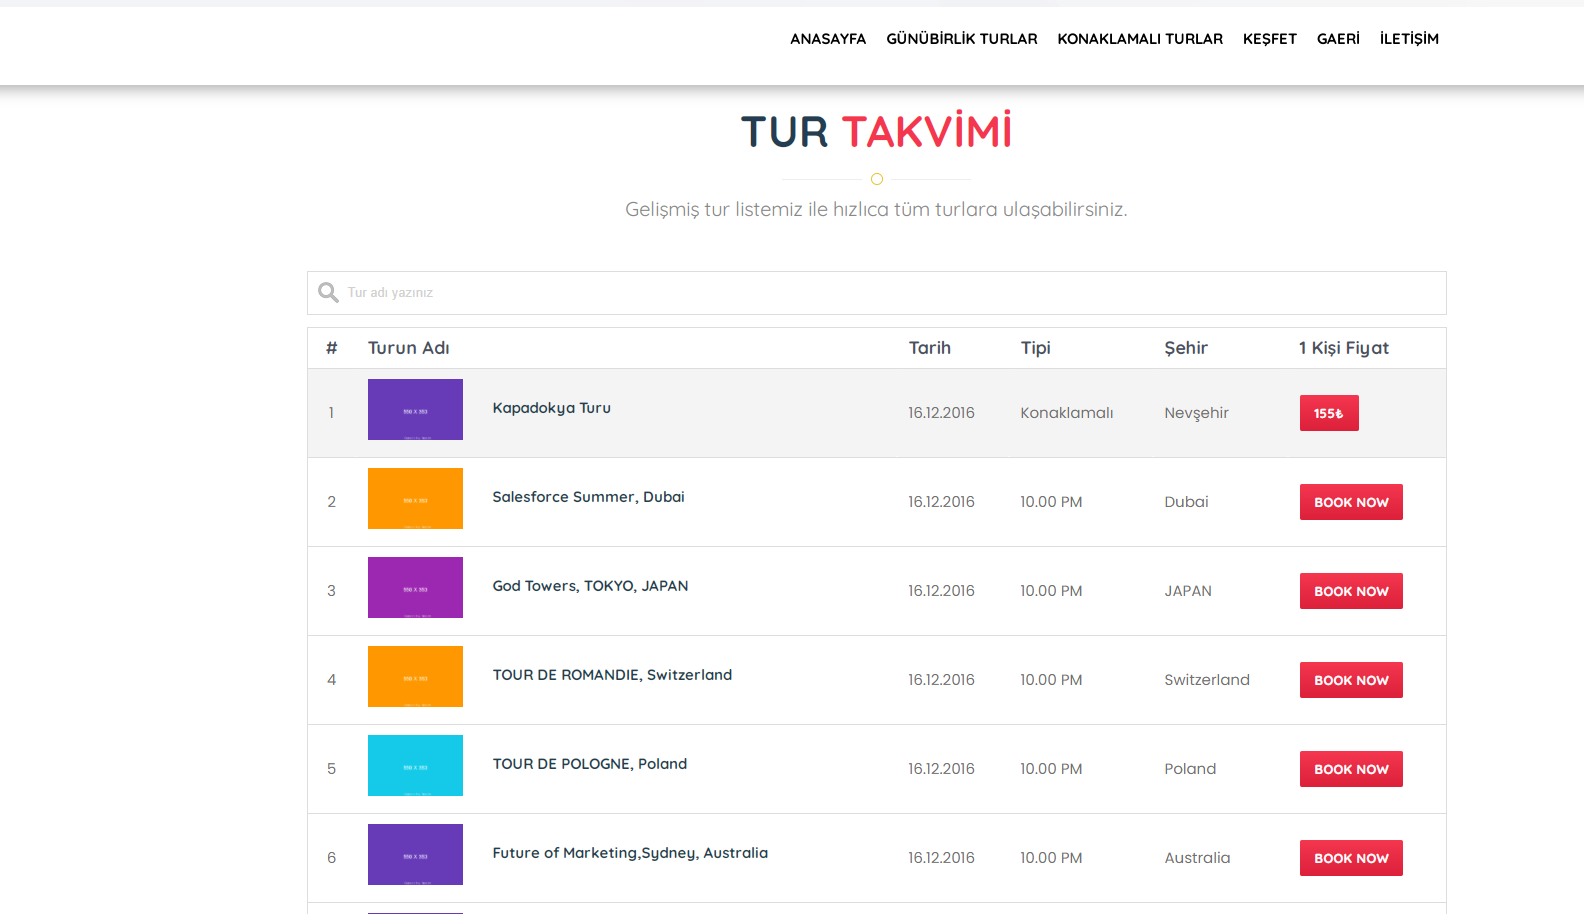 ANASAYFA GÜNÜBİRLİK TURLAR KONAKLAMALI TURLAR KEŞFET GAERİ İLETİŞİM
TUR TAKVİMİ
Gelişmiş tur listemiz ile hızlıca tüm turlara ulaşabilirsiniz.
Tur adı yazınız
# Turun Adı Tarih Tipi Şehir 1 Kişi Fiyat
1 550 X 353 Kapadokya Turu 16.12.2016 Konaklamalı Nevşehir 155₺
2 550 X 353 Salesforce Summer, Dubai 16.12.2016 10.00 PM Dubai BOOK NOW
3 550 X 353 God Towers, TOKYO, JAPAN 16.12.2016 10.00 PM JAPAN BOOK NOW
4 550 X 353 TOUR DE ROMANDIE, Switzerland 16.12.2016 10.00 PM Switzerland BOOK NOW
5 550 X 353 TOUR DE POLOGNE, Poland 16.12.2016 10.00 PM Poland BOOK NOW
6 550 X 353 Future of Marketing,Sydney, Australia 16.12.2016 10.00 PM Australia BOOK NOW